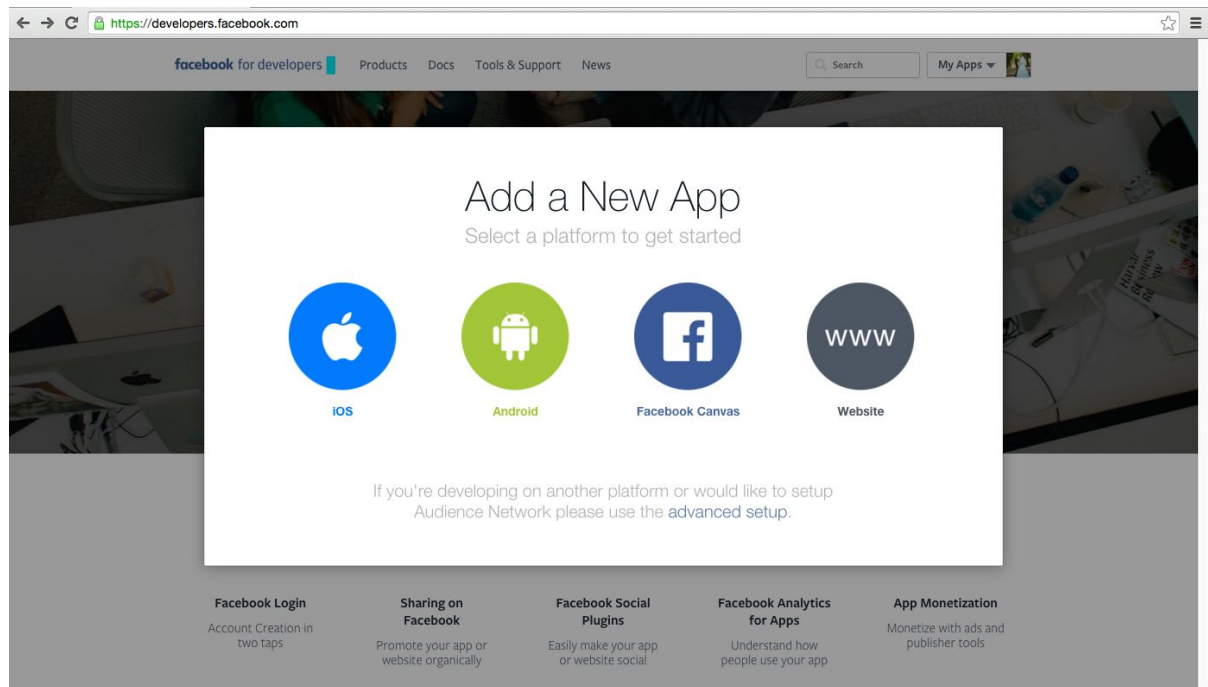 https://developers.facebook.com
facebook for developers Products Docs Tools & Support News Search My Apps
Add a New App
Select a platform to get started
www
iOS Android Facebook Canvas Website
If you're developing on another platform or would like to setup
Audience Network please use the advanced setup.
Facebook Login
Account Creation in
two taps
Sharing on
Facebook
Promote your app or
website organically
Facebook Social
Plugins
Easily make your app
or website social
Facebook Analytics
for Apps
Understand how
people use your app
App Monetization
Monetize with ads and
publisher tools
Harvar
Business